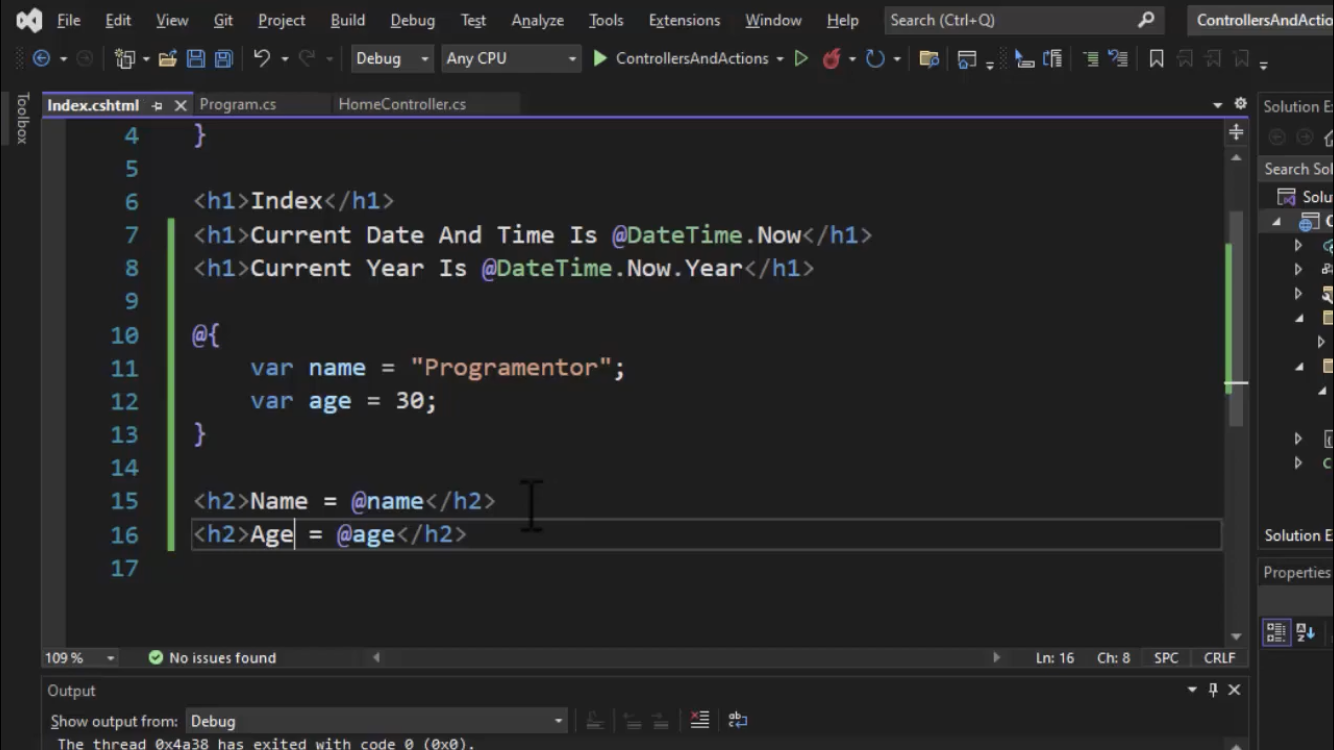 File Edit View Git Project Build Debug Test Analyze Tools Extensions Window Help Search (Ctrl+Q) ControllersAndActio
Debug Any CPU ControllersAndActions
Toolbox
Index.cshtml Program.cs HomeController.cs
Solution E
4 }
5
6 <h1>Index</h1>
7 <h1>Current Date And Time Is @DateTime.Now</h1>
8 <h1>Current Year Is @DateTime.Now.Year</h1>
9
10 @{
11 var name = "Programentor";
12 var age = 30;
13 }
14
15 <h2>Name = @name</h2>
16 <h2>Age = @age</h2>
17
Search Sol
Solu
Solution E
Properties
109 % No issues found Ln: 16 Ch: 8 SPC CRLF
Output
Show output from: Debug
The thread 0x4a38 has exited with code 0 (0x0).